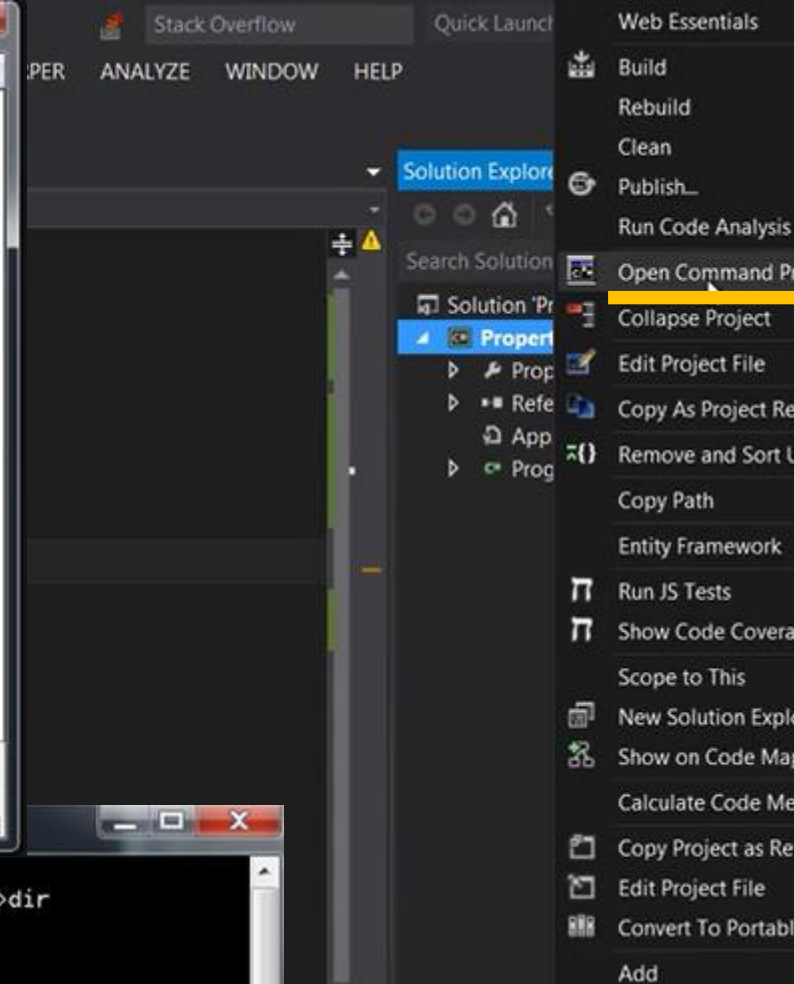 Stack Overflow
Quick Launch
PER ANALYZE WINDOW HELP
Solution Explore
Search Solution
Solution 'Pr
Propert
Prop
Refe
App
Prog
Web Essentials
Build
Rebuild
Clean
Publish...
Run Code Analysis
Open Command Pr
Collapse Project
Edit Project File
Copy As Project Re
Remove and Sort U
Copy Path
Entity Framework
Run JS Tests
Show Code Covera
Scope to This
New Solution Explo
Show on Code Map
Calculate Code Me
Copy Project as Re
Edit Project File
Convert To Portabl
Add
>dir